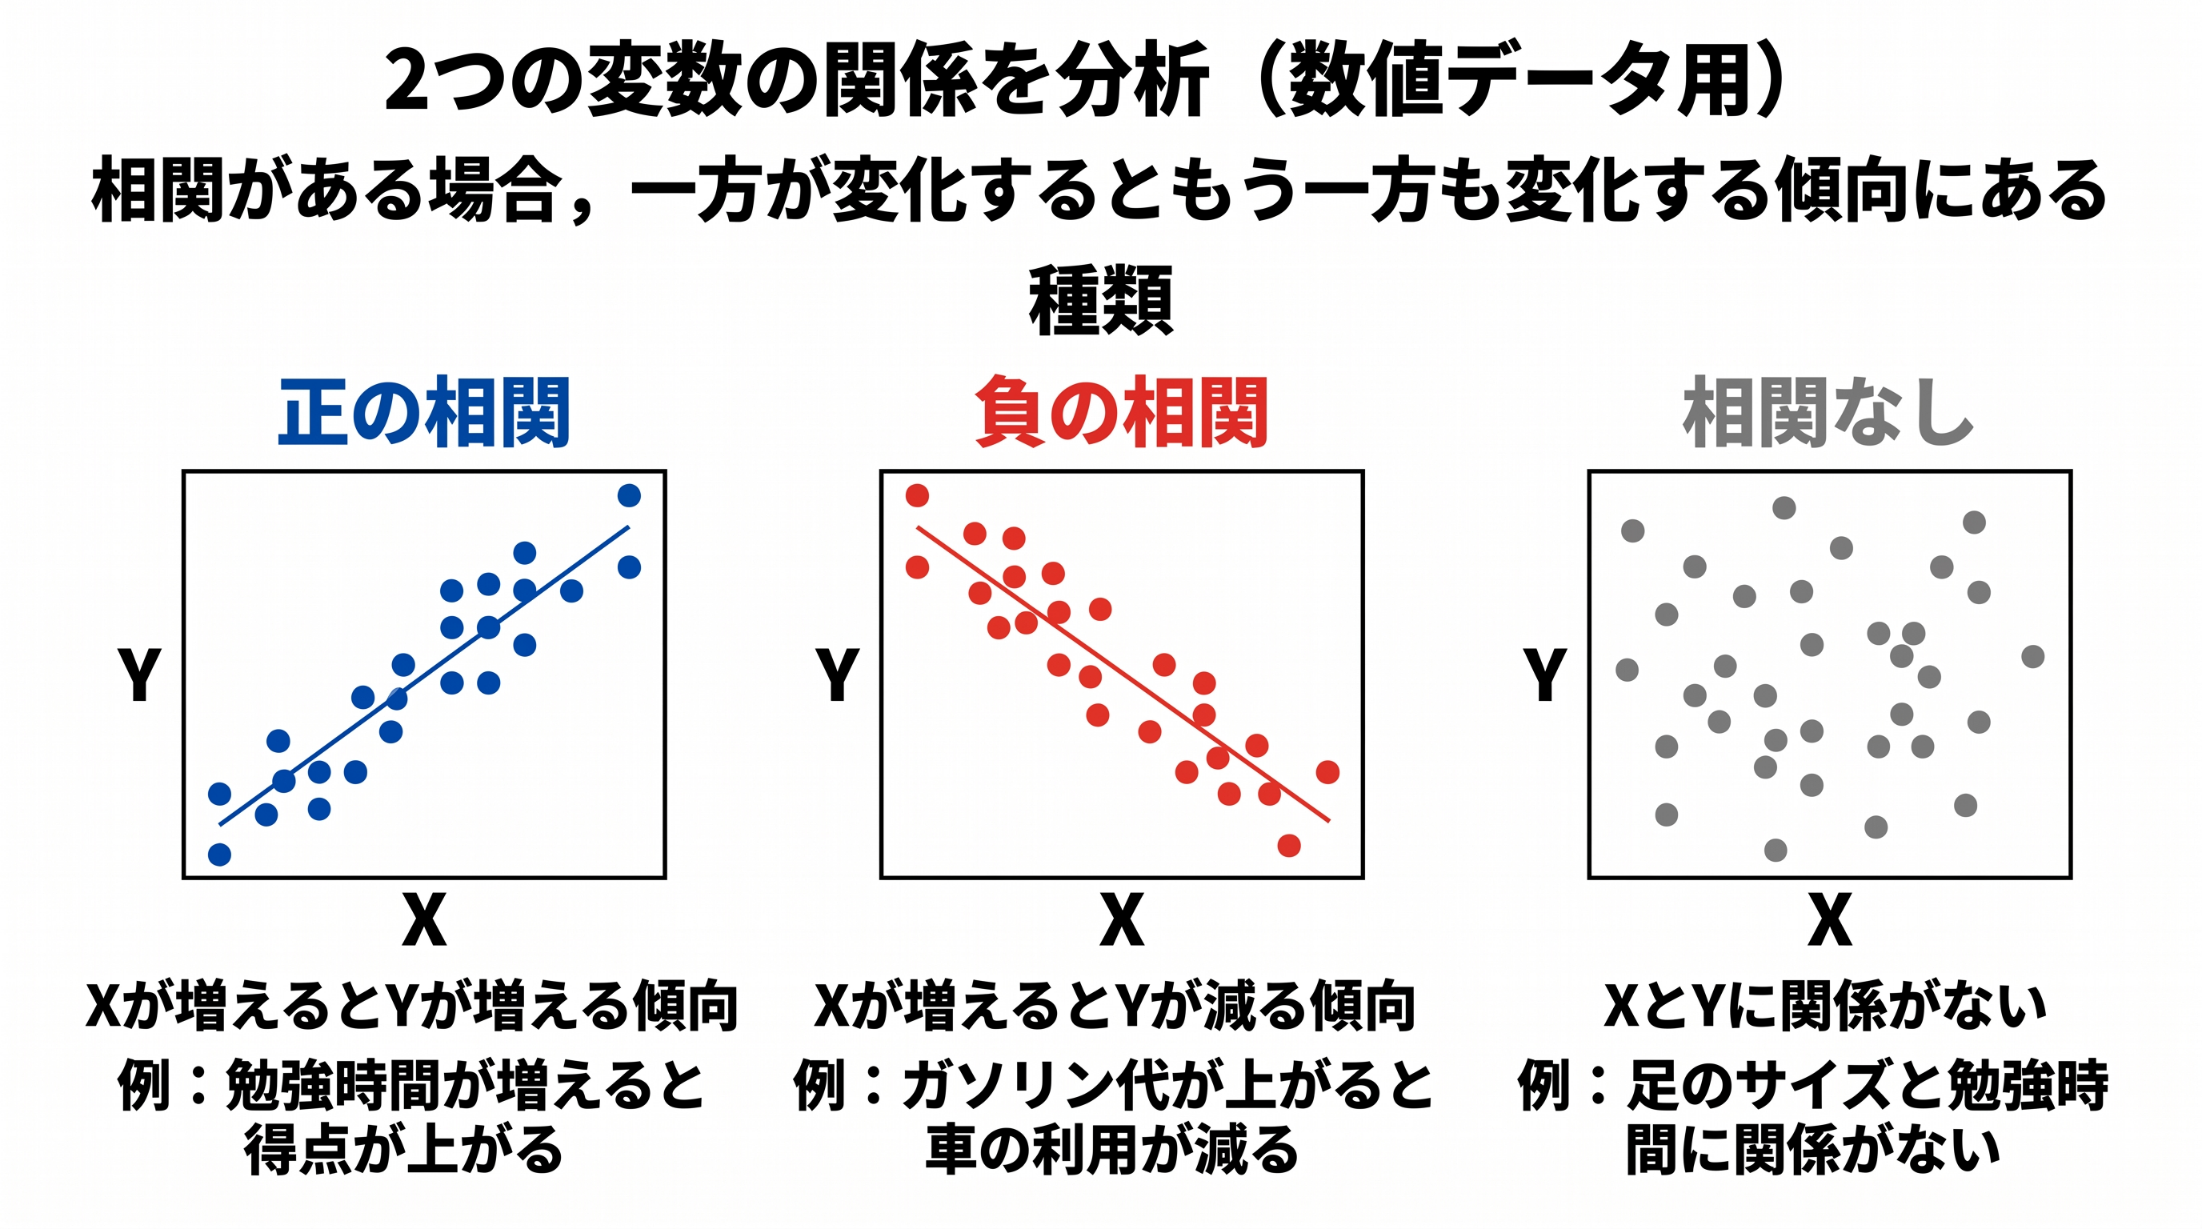 2つの変数の関係を分析（数値データ用）
相関がある場合，一方が変化するともう一方も変化する傾向にある
種類
正の相関
Y
X
Xが増えるとYが増える傾向
例：勉強時間が増えると
得点が上がる
負の相関
Y
X
Xが増えるとYが減る傾向
例：ガソリン代が上がると
車の利用が減る
相関なし
Y
X
XとYに関係がない
例：足のサイズと勉強時
間に関係がない